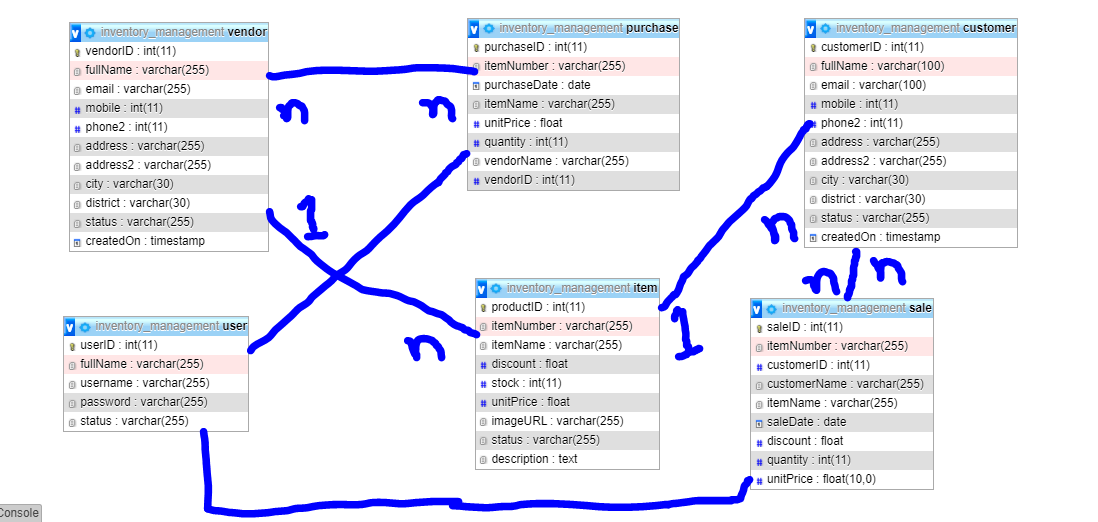 inventory_management vendor
vendorID : int(11)
fullName : varchar(255)
email : varchar(255)
mobile : int(11)
phone2 : int(11)
address : varchar(255)
address2 : varchar(255)
city : varchar(30)
district : varchar(30)
status : varchar(255)
createdOn : timestamp
inventory_management purchase
purchaseID : int(11)
itemNumber : varchar(255)
purchaseDate : date
itemName : varchar(255)
unitPrice : float
quantity : int(11)
vendorName : varchar(255)
vendorID : int(11)
inventory_management customer
customerID : int(11)
fullName : varchar(100)
email : varchar(100)
mobile : int(11)
phone2 : int(11)
address : varchar(255)
address2 : varchar(255)
city : varchar(30)
district : varchar(30)
status : varchar(255)
createdOn : timestamp
n
n
1
n
n
1
n
n
inventory_management user
userID : int(11)
fullName : varchar(255)
username : varchar(255)
password : varchar(255)
status : varchar(255)
inventory_management item
productID : int(11)
itemNumber : varchar(255)
itemName : varchar(255)
discount : float
stock : int(11)
unitPrice : float
imageURL : varchar(255)
status : varchar(255)
description : text
inventory_management sale
saleID : int(11)
itemNumber : varchar(255)
customerID : int(11)
customerName : varchar(255)
itemName : varchar(255)
saleDate : date
discount : float
quantity : int(11)
unitPrice : float(10,0)
Console